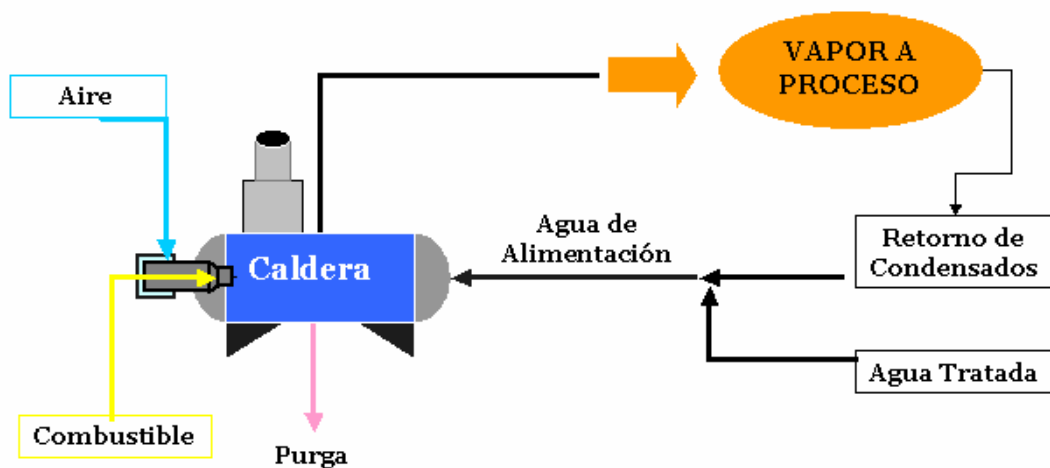 VAPOR A
PROCESO
Aire
Agua de
Alimentación
Retorno de
Condensados
Caldera
Agua Tratada
Combustible
Purga